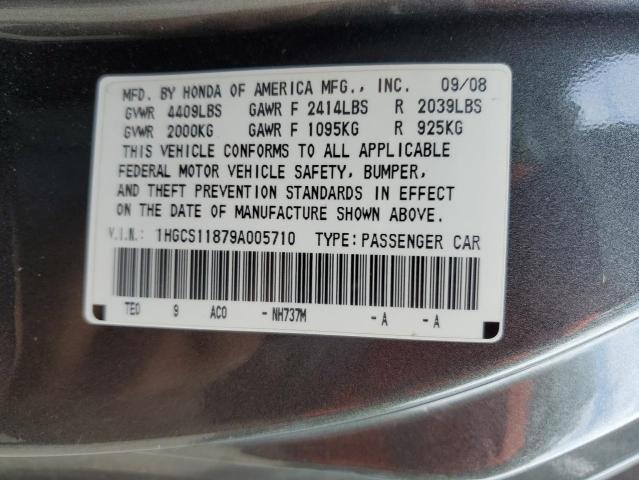 MFD. BY HONDA OF AMERICA MFG., INC. 09/08
GVWR 4409LBS GAWR F 2414LBS R 2039LBS
GVWR 2000KG GAWR F 1095KG R 925KG
THIS VEHICLE CONFORMS TO ALL APPLICABLE
FEDERAL MOTOR VEHICLE SAFETY, BUMPER,
AND THEFT PREVENTION STANDARDS IN EFFECT
ON THE DATE OF MANUFACTURE SHOWN ABOVE.
V.I.N.: 1HGCS11879A005710 TYPE: PASSENGER CAR
TE0 9 AC0 - NH737M - A - A